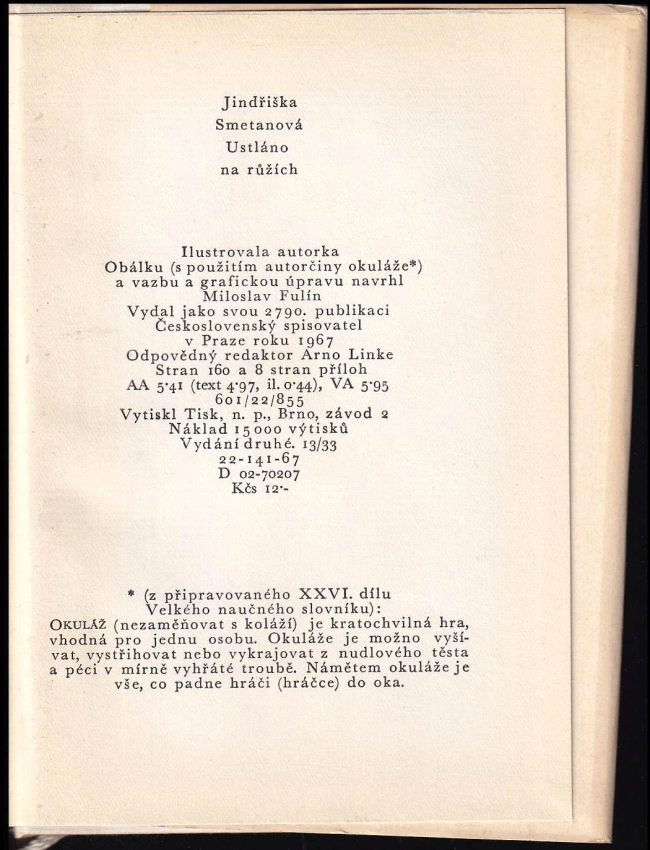 Jindřiška
Smetanová
Ustláno
na růžích
Ilustrovala autorka
Obálku (s použitím autorčiny okuláže*)
a vazbu a grafickou úpravu navrhl
Miloslav Fulín
Vydal jako svou 2790. publikaci
Československý spisovatel
v Praze roku 1967
Odpovědný redaktor Arno Linke
Stran 160 a 8 stran příloh
AA 5·41 (text 4·97, il. 0·44), VA 5·95
601/22/855
Vytiskl Tisk, n. p., Brno, závod 2
Náklad 15000 výtisků
Vydání druhé. 13/33
22-141-67
D 02-70207
Kčs 12·-
* (z připravovaného XXVI. dílu
Velkého naučného slovníku):
OKULÁŽ (nezaměňovat s koláží) je kratochvilná hra,
vhodná pro jednu osobu. Okuláže je možno vyší-
vat, vystřihovat nebo vykrajovat z nudlového těsta
a péci v mírně vyhřáté troubě. Námětem okuláže je
vše, co padne hráči (hráčce) do oka.